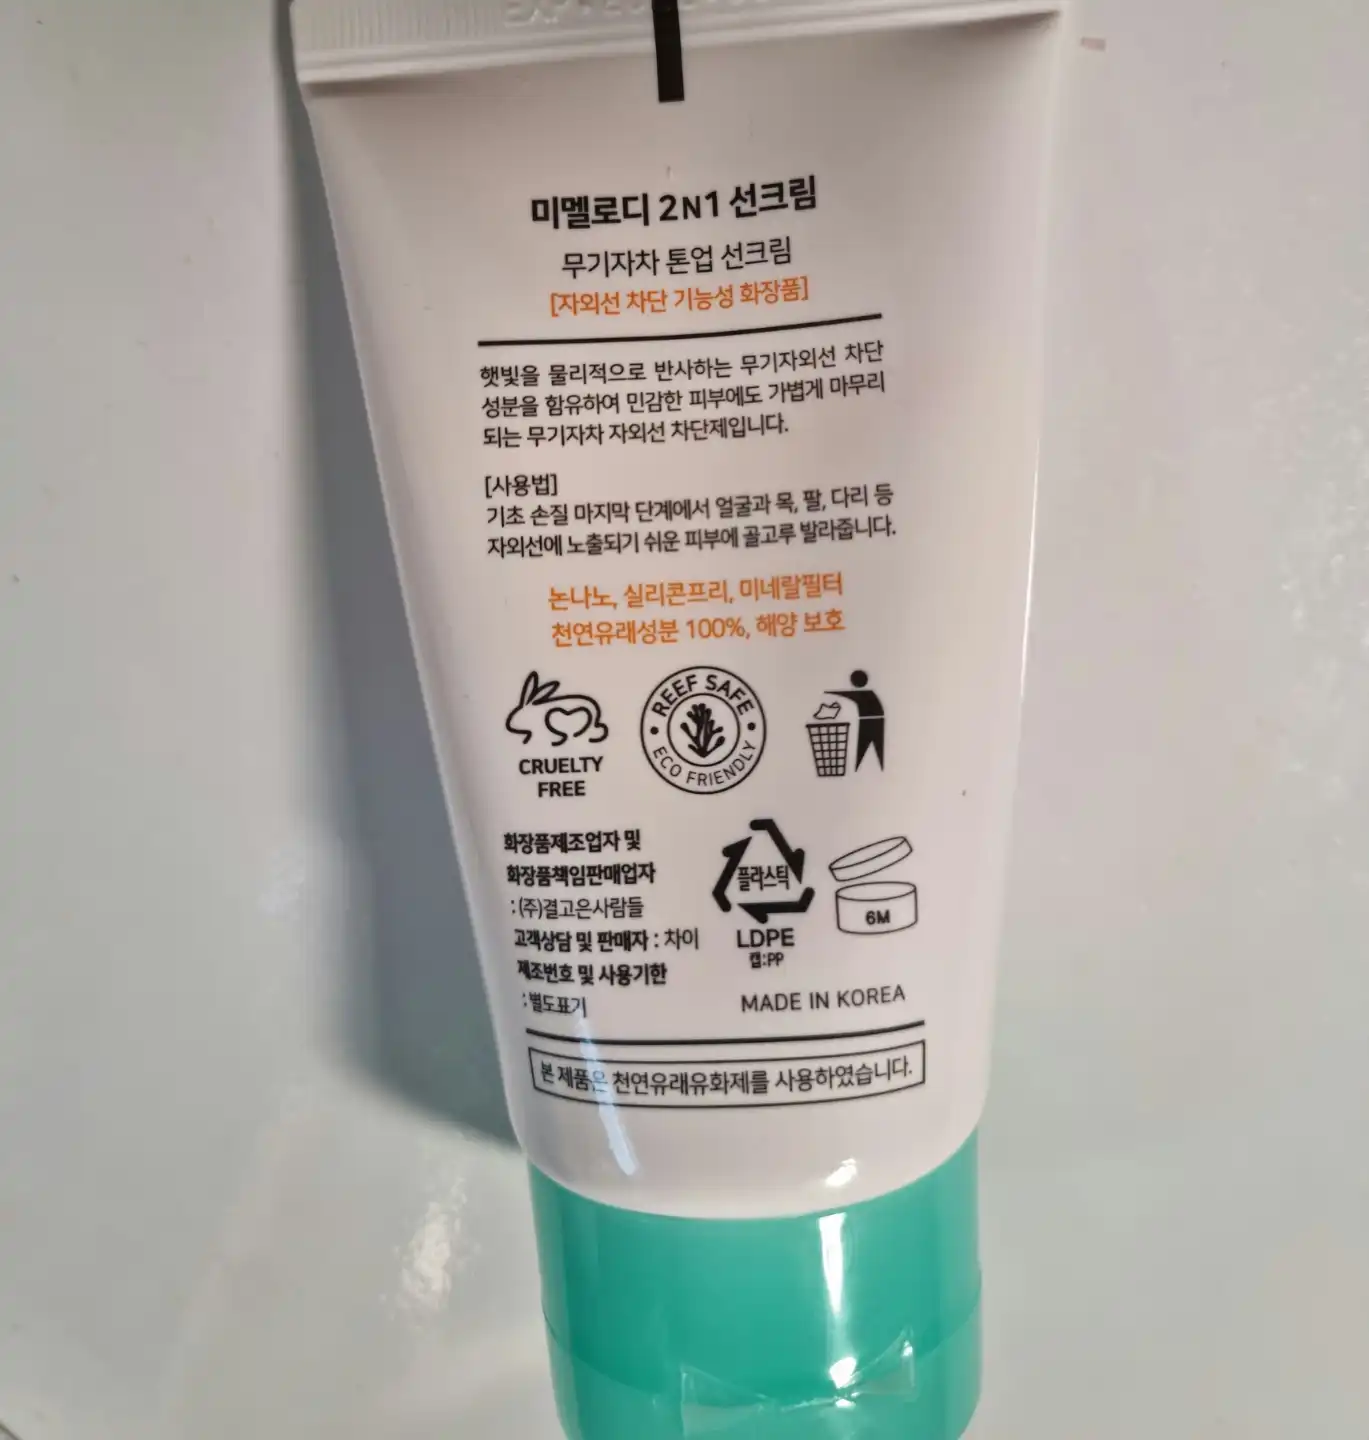 미멜로디 2N1 선크림
무기자차 톤업 선크림
[자외선 차단 기능성 화장품]
햇빛을 물리적으로 반사하는 무기자외선 차단
성분을 함유하여 민감한 피부에도 가볍게 마무리
되는 무기자차 자외선 차단제입니다.
[사용법]
기초 손질 마지막 단계에서 얼굴과 목, 팔, 다리 등
자외선에 노출되기 쉬운 피부에 골고루 발라줍니다.
논나노, 실리콘프리, 미네랄필터
천연유래성분 100%, 해양 보호
CRUELTY
FREE
REEF SAFE
ECO FRIENDLY
화장품제조업자 및
화장품책임판매업자
: (주)결고은사람들
고객상담 및 판매자 : 차이
제조번호 및 사용기한
: 별도표기
플라스틱
LDPE
캡:PP
6M
MADE IN KOREA
본 제품은 천연유래유화제를 사용하였습니다.